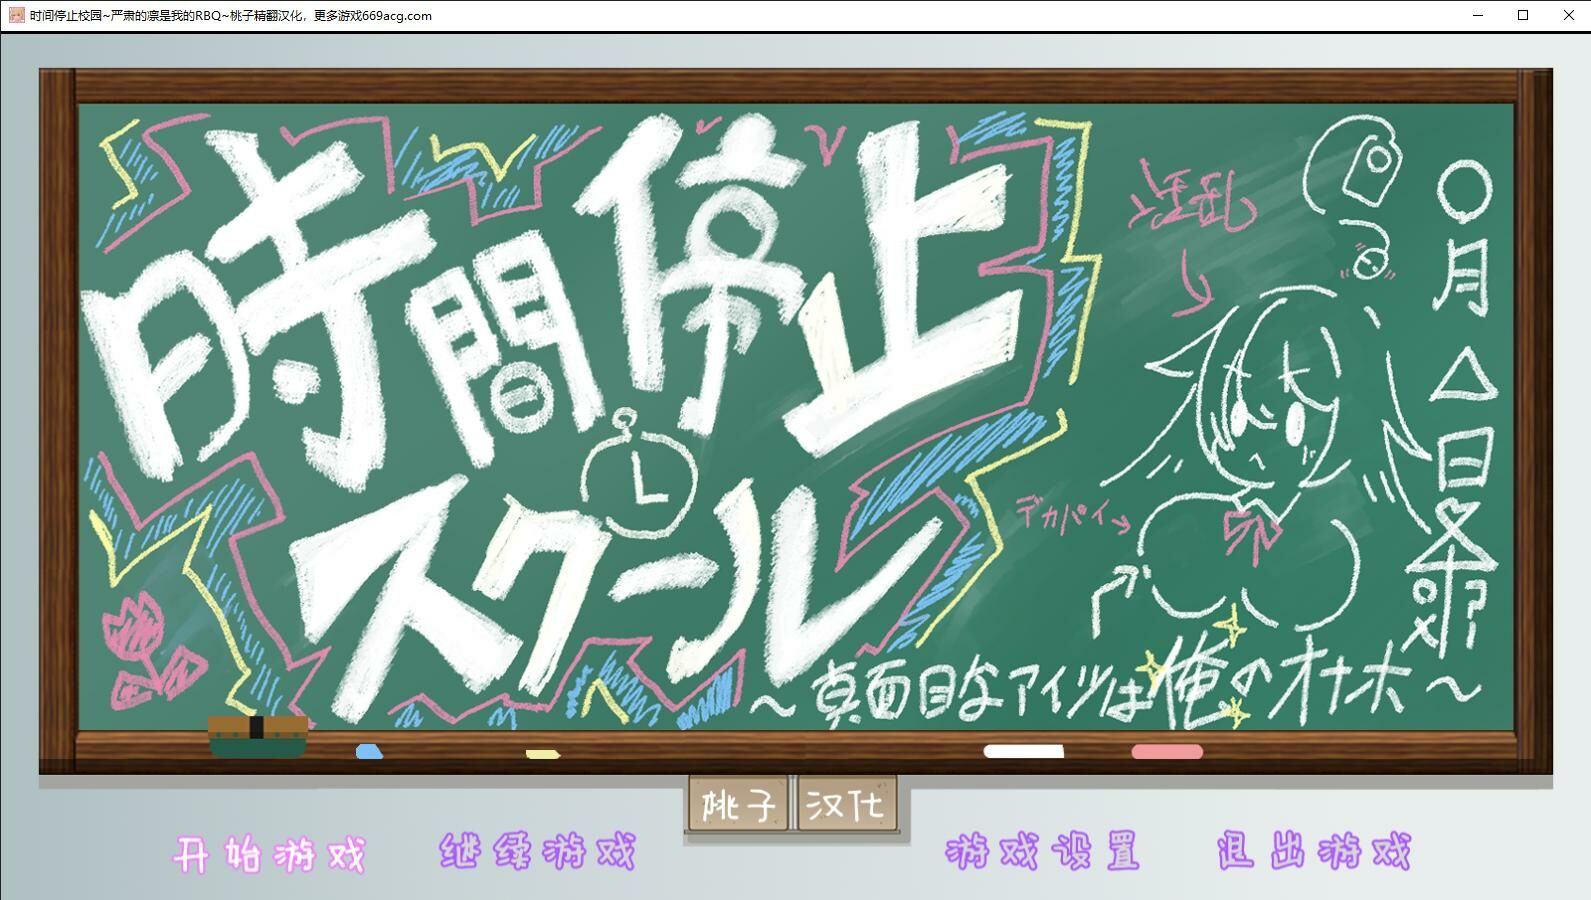 时间停止校园~严肃的凛是我的RBQ~桃子精翻汉化，更多游戏669acg.com
時間停止
スクール
淫乱
デカパイ
〇月△日
～真面目なアイツは俺のオナホ～
桃子 汉化
开始游戏 继续游戏 游戏设置 退出游戏